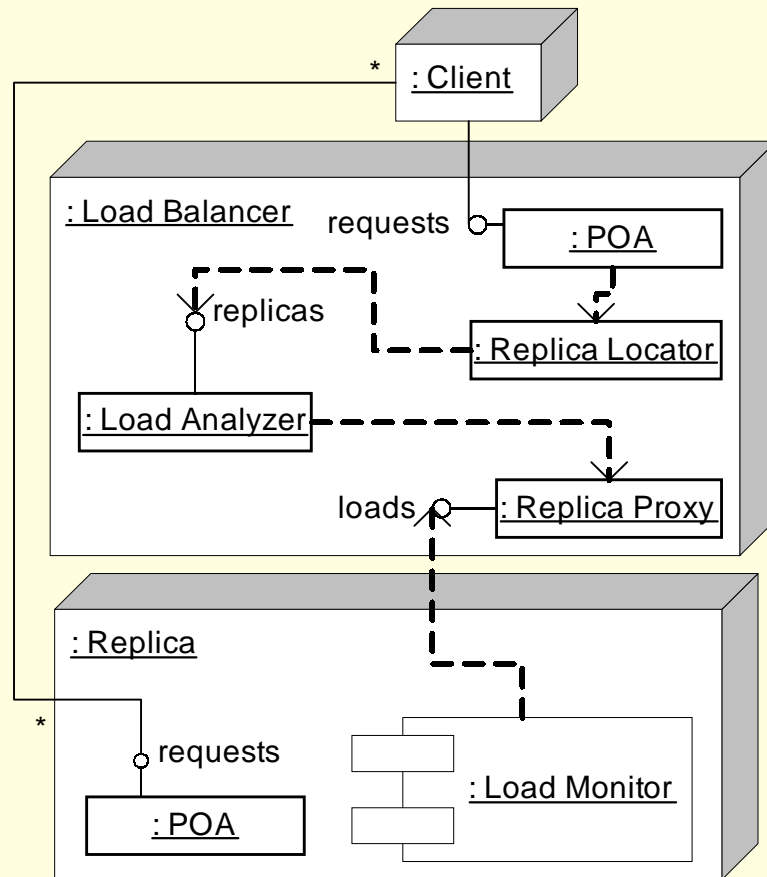 *
: Client
: Load Balancer
requests
: POA
replicas
: Replica Locator
: Load Analyzer
loads
: Replica Proxy
: Replica
*
requests
: Load Monitor
: POA